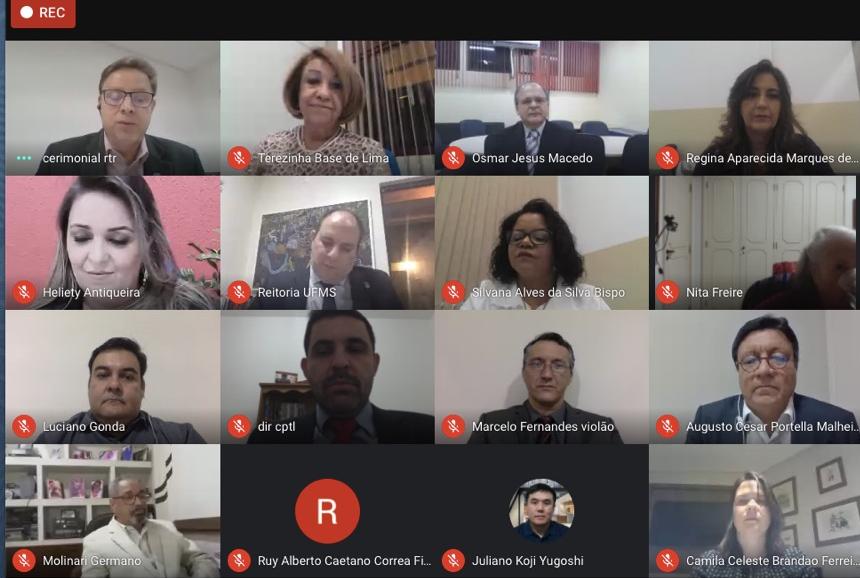 REC
cerimonial rtr
Terezinha Base de Lima
Osmar Jesus Macedo
Regina Aparecida Marques de...
Heliety Antiqueira
Reitoria UFMS
Silvana Alves da Silva Bispo
Nita Freire
Luciano Gonda
dir cptl
Marcelo Fernandes violão
Augusto Cesar Portella Malhei...
Molinari Germano
R
Ruy Alberto Caetano Correa Fi...
Juliano Koji Yugoshi
Camila Celeste Brandao Ferrei...